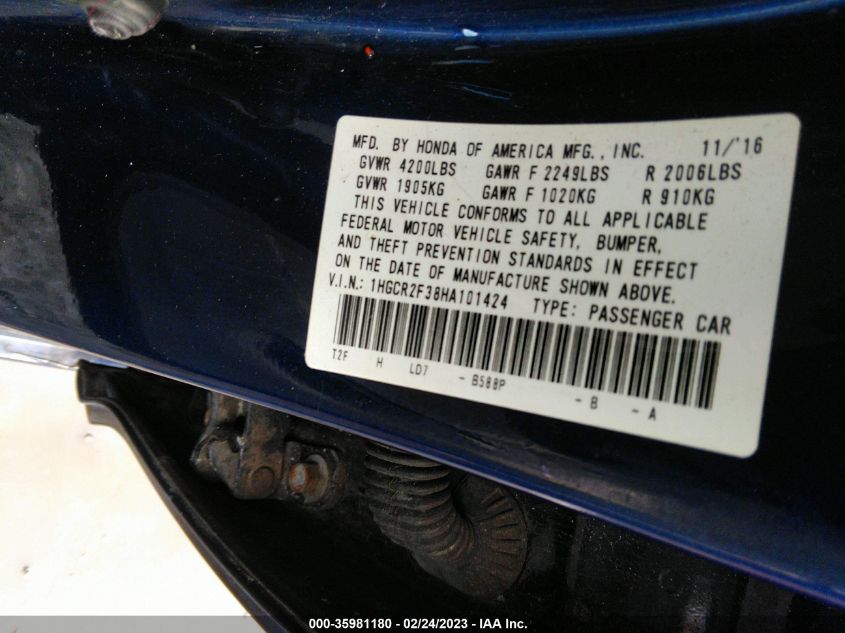 MFD. BY HONDA OF AMERICA MFG., INC. 11/'16
GVWR 4200LBS GAWR F 2249LBS R 2006LBS
GVWR 1905KG GAWR F 1020KG R 910KG
THIS VEHICLE CONFORMS TO ALL APPLICABLE
FEDERAL MOTOR VEHICLE SAFETY, BUMPER,
AND THEFT PREVENTION STANDARDS IN EFFECT
ON THE DATE OF MANUFACTURE SHOWN ABOVE.
V.I.N.: 1HGCR2F38HA101424 TYPE: PASSENGER CAR
T2F H LD7 - B588P - B - A
000-35981180 - 02/24/2023 - IAA Inc.